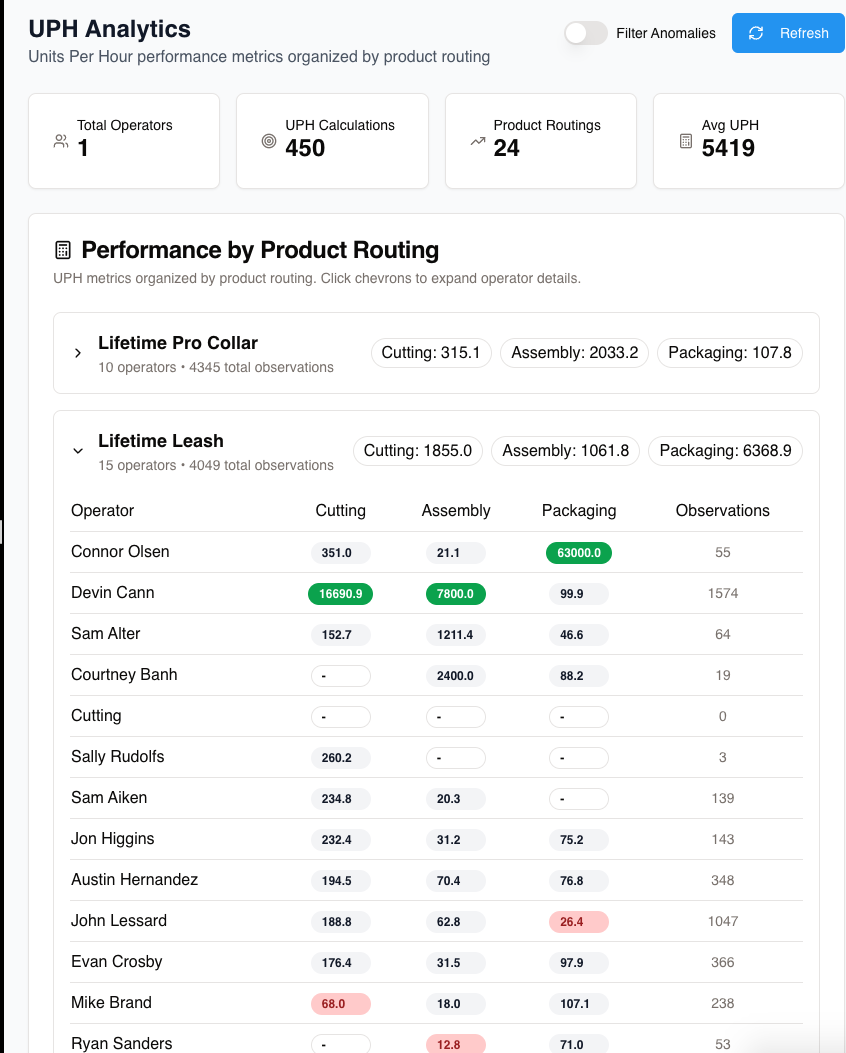 UPH Analytics
Units Per Hour performance metrics organized by product routing
Filter Anomalies
Refresh
Total Operators
1
UPH Calculations
450
Product Routings
24
Avg UPH
5419
Performance by Product Routing
UPH metrics organized by product routing. Click chevrons to expand operator details.
Lifetime Pro Collar
10 operators • 4345 total observations
Cutting: 315.1 Assembly: 2033.2 Packaging: 107.8
Lifetime Leash
15 operators • 4049 total observations
Cutting: 1855.0 Assembly: 1061.8 Packaging: 6368.9
Operator Cutting Assembly Packaging Observations
Connor Olsen 351.0 21.1 63000.0 55
Devin Cann 16690.9 7800.0 99.9 1574
Sam Alter 152.7 1211.4 46.6 64
Courtney Banh - 2400.0 88.2 19
Cutting - - - 0
Sally Rudolfs 260.2 - - 3
Sam Aiken 234.8 20.3 - 139
Jon Higgins 232.4 31.2 75.2 143
Austin Hernandez 194.5 70.4 76.8 348
John Lessard 188.8 62.8 26.4 1047
Evan Crosby 176.4 31.5 97.9 366
Mike Brand 68.0 18.0 107.1 238
Ryan Sanders - 12.8 71.0 53